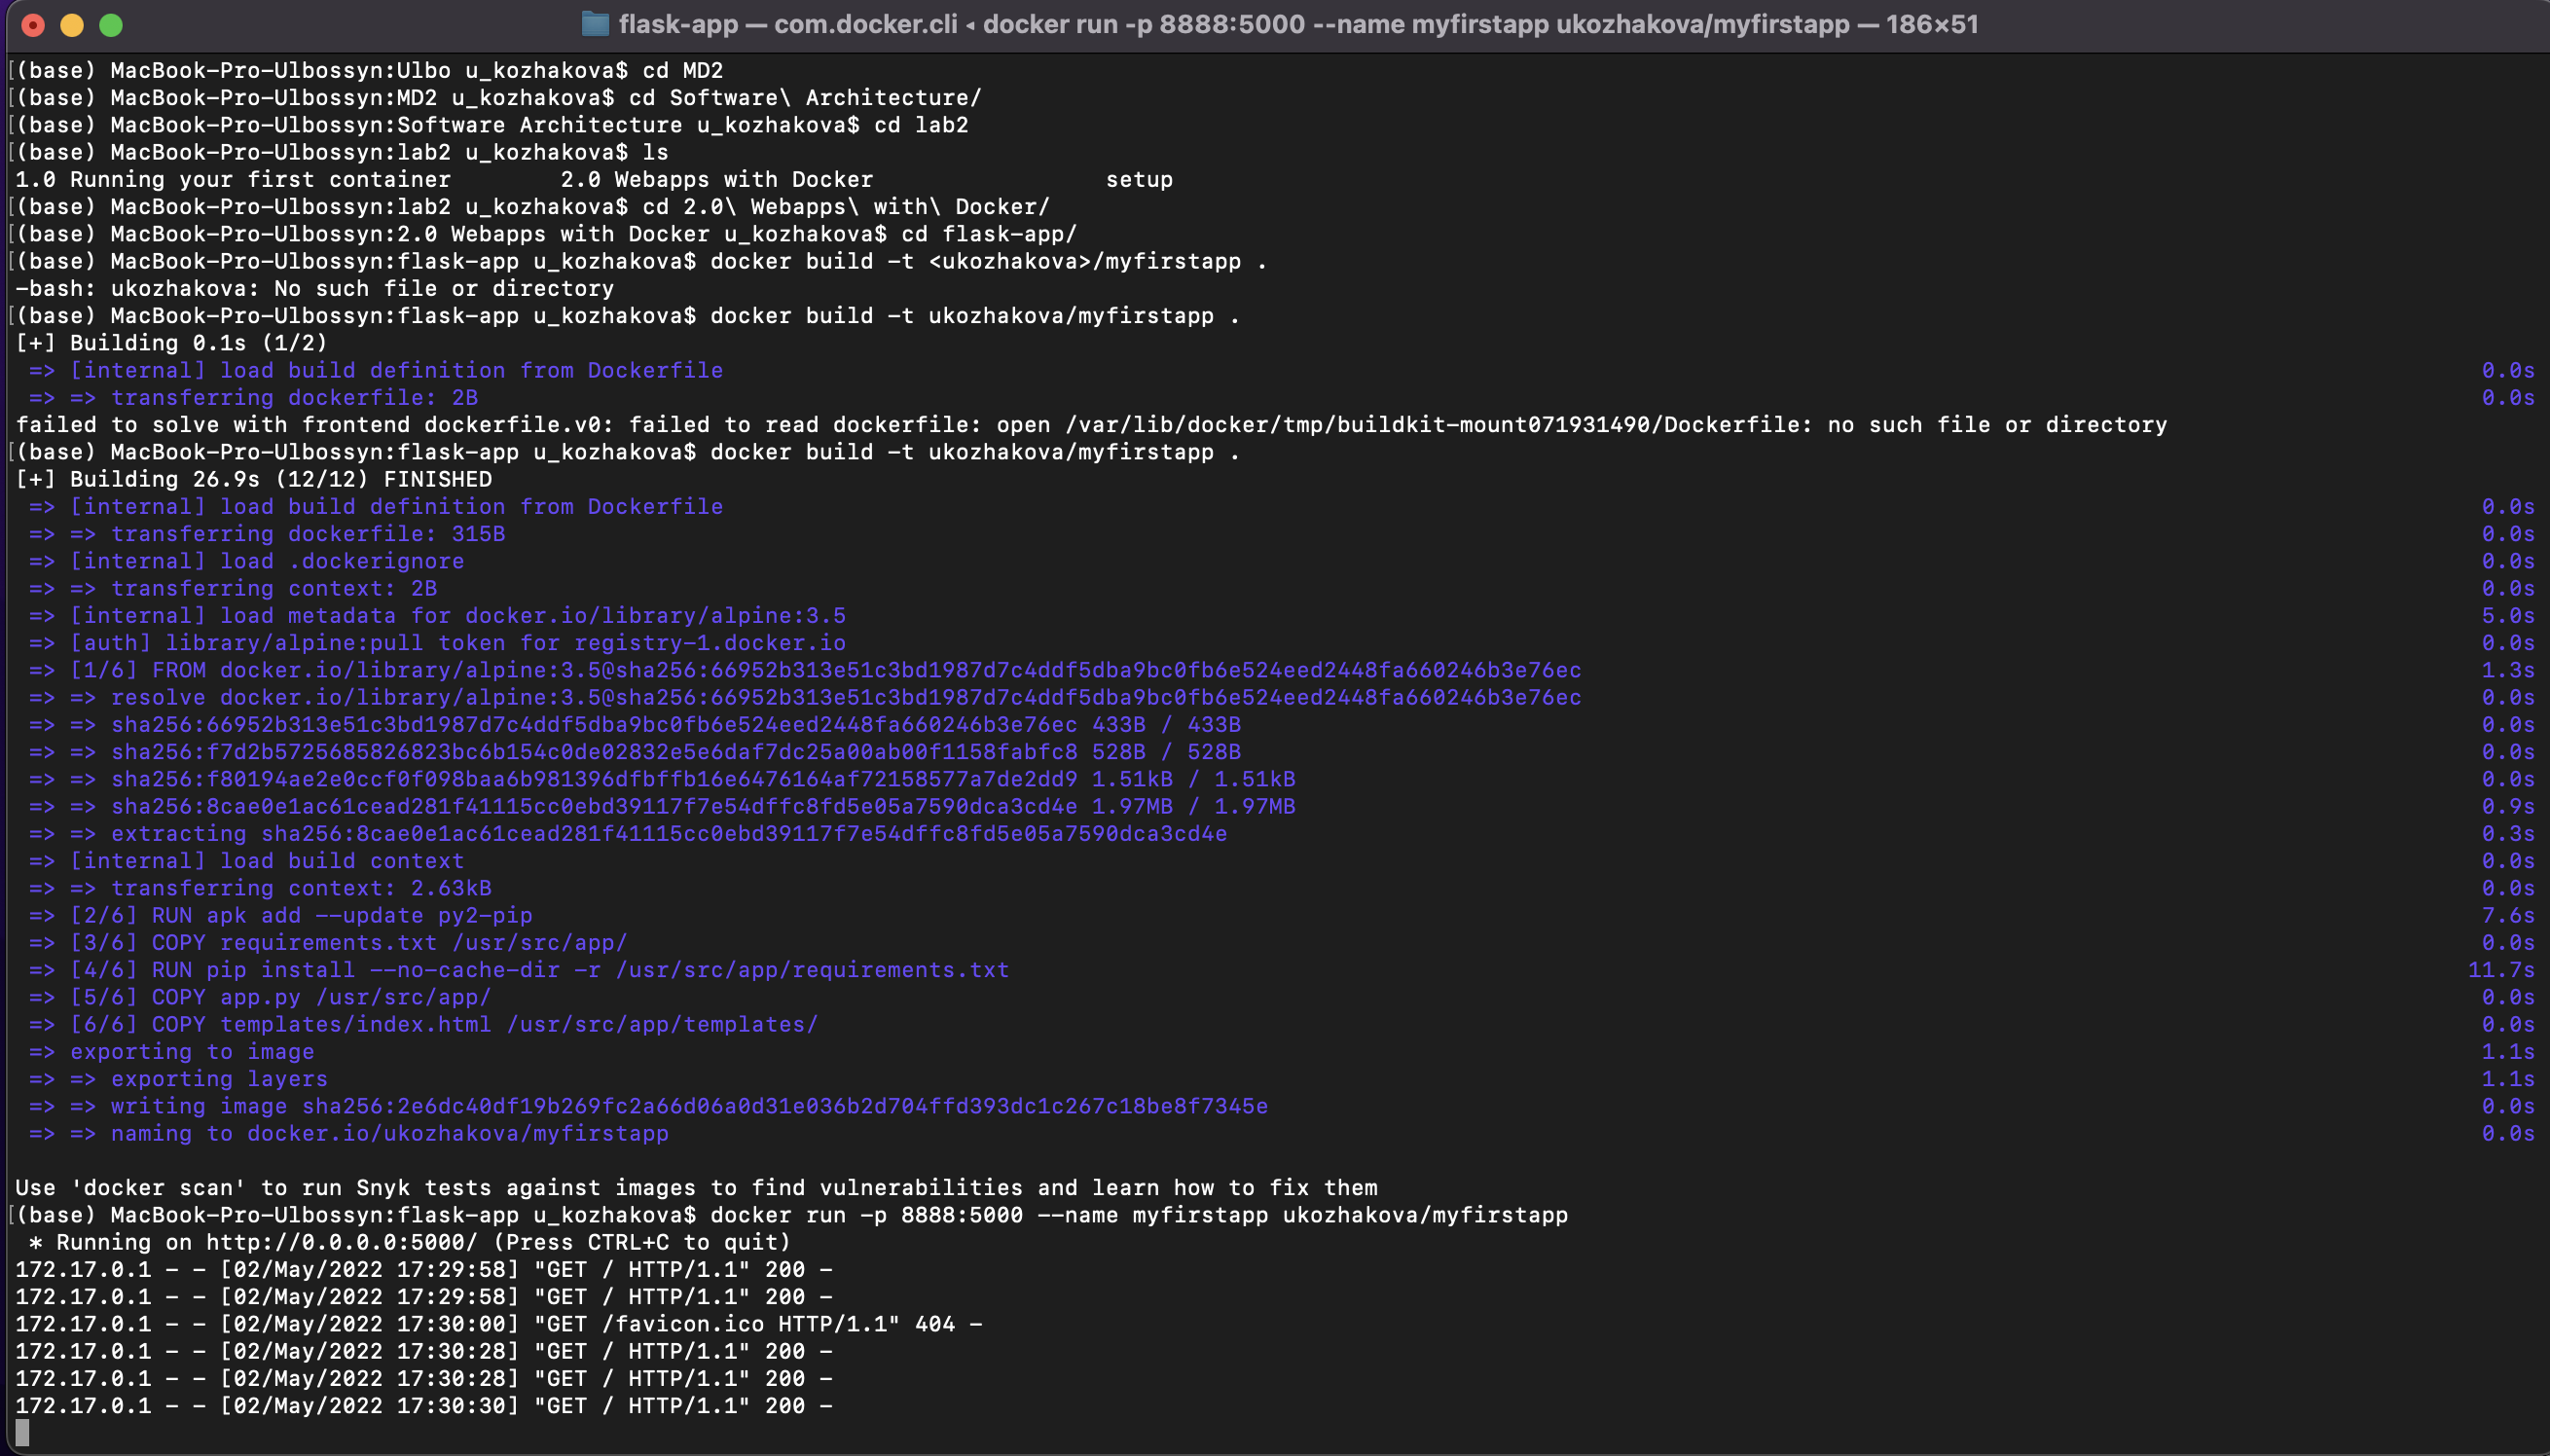 flask-app — com.docker.cli ◂ docker run -p 8888:5000 --name myfirstapp ukozhakova/myfirstapp — 186×51
[(base) MacBook-Pro-Ulbossyn:Ulbo u_kozhakova$ cd MD2
[(base) MacBook-Pro-Ulbossyn:MD2 u_kozhakova$ cd Software\ Architecture/
[(base) MacBook-Pro-Ulbossyn:Software Architecture u_kozhakova$ cd lab2
[(base) MacBook-Pro-Ulbossyn:lab2 u_kozhakova$ ls
1.0 Running your first container        2.0 Webapps with Docker                 setup
[(base) MacBook-Pro-Ulbossyn:lab2 u_kozhakova$ cd 2.0\ Webapps\ with\ Docker/
[(base) MacBook-Pro-Ulbossyn:2.0 Webapps with Docker u_kozhakova$ cd flask-app/
[(base) MacBook-Pro-Ulbossyn:flask-app u_kozhakova$ docker build -t <ukozhakova>/myfirstapp .
-bash: ukozhakova: No such file or directory
[(base) MacBook-Pro-Ulbossyn:flask-app u_kozhakova$ docker build -t ukozhakova/myfirstapp .
[+] Building 0.1s (1/2)
 => [internal] load build definition from Dockerfile 0.0s
 => => transferring dockerfile: 2B 0.0s
failed to solve with frontend dockerfile.v0: failed to read dockerfile: open /var/lib/docker/tmp/buildkit-mount071931490/Dockerfile: no such file or directory
[(base) MacBook-Pro-Ulbossyn:flask-app u_kozhakova$ docker build -t ukozhakova/myfirstapp .
[+] Building 26.9s (12/12) FINISHED
 => [internal] load build definition from Dockerfile 0.0s
 => => transferring dockerfile: 315B 0.0s
 => [internal] load .dockerignore 0.0s
 => => transferring context: 2B 0.0s
 => [internal] load metadata for docker.io/library/alpine:3.5 5.0s
 => [auth] library/alpine:pull token for registry-1.docker.io 0.0s
 => [1/6] FROM docker.io/library/alpine:3.5@sha256:66952b313e51c3bd1987d7c4ddf5dba9bc0fb6e524eed2448fa660246b3e76ec 1.3s
 => => resolve docker.io/library/alpine:3.5@sha256:66952b313e51c3bd1987d7c4ddf5dba9bc0fb6e524eed2448fa660246b3e76ec 0.0s
 => => sha256:66952b313e51c3bd1987d7c4ddf5dba9bc0fb6e524eed2448fa660246b3e76ec 433B / 433B 0.0s
 => => sha256:f7d2b5725685826823bc6b154c0de02832e5e6daf7dc25a00ab00f1158fabfc8 528B / 528B 0.0s
 => => sha256:f80194ae2e0ccf0f098baa6b981396dfbffb16e6476164af72158577a7de2dd9 1.51kB / 1.51kB 0.0s
 => => sha256:8cae0e1ac61cead281f41115cc0ebd39117f7e54dffc8fd5e05a7590dca3cd4e 1.97MB / 1.97MB 0.9s
 => => extracting sha256:8cae0e1ac61cead281f41115cc0ebd39117f7e54dffc8fd5e05a7590dca3cd4e 0.3s
 => [internal] load build context 0.0s
 => => transferring context: 2.63kB 0.0s
 => [2/6] RUN apk add --update py2-pip 7.6s
 => [3/6] COPY requirements.txt /usr/src/app/ 0.0s
 => [4/6] RUN pip install --no-cache-dir -r /usr/src/app/requirements.txt 11.7s
 => [5/6] COPY app.py /usr/src/app/ 0.0s
 => [6/6] COPY templates/index.html /usr/src/app/templates/ 0.0s
 => exporting to image 1.1s
 => => exporting layers 1.1s
 => => writing image sha256:2e6dc40df19b269fc2a66d06a0d31e036b2d704ffd393dc1c267c18be8f7345e 0.0s
 => => naming to docker.io/ukozhakova/myfirstapp 0.0s
Use 'docker scan' to run Snyk tests against images to find vulnerabilities and learn how to fix them
[(base) MacBook-Pro-Ulbossyn:flask-app u_kozhakova$ docker run -p 8888:5000 --name myfirstapp ukozhakova/myfirstapp
 * Running on http://0.0.0.0:5000/ (Press CTRL+C to quit)
172.17.0.1 - - [02/May/2022 17:29:58] "GET / HTTP/1.1" 200 -
172.17.0.1 - - [02/May/2022 17:29:58] "GET / HTTP/1.1" 200 -
172.17.0.1 - - [02/May/2022 17:30:00] "GET /favicon.ico HTTP/1.1" 404 -
172.17.0.1 - - [02/May/2022 17:30:28] "GET / HTTP/1.1" 200 -
172.17.0.1 - - [02/May/2022 17:30:28] "GET / HTTP/1.1" 200 -
172.17.0.1 - - [02/May/2022 17:30:30] "GET / HTTP/1.1" 200 -